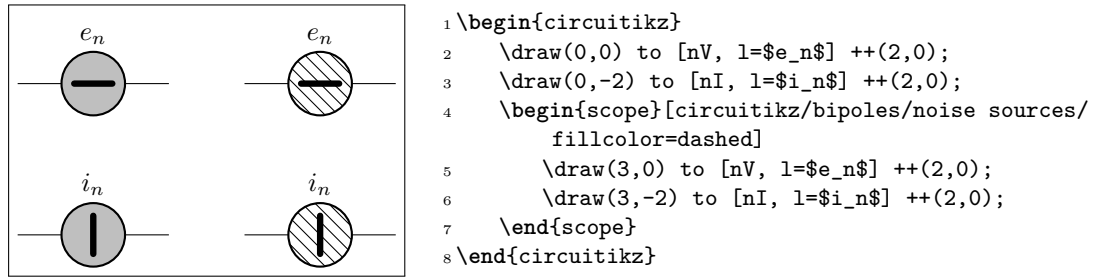 e_n e_n
i_n i_n
1 \begin{circuitikz}
2 \draw(0,0) to [nV, l=$e_n$] ++(2,0);
3 \draw(0,-2) to [nI, l=$i_n$] ++(2,0);
4 \begin{scope}[circuitikz/bipoles/noise sources/
fillcolor=dashed]
5 \draw(3,0) to [nV, l=$e_n$] ++(2,0);
6 \draw(3,-2) to [nI, l=$i_n$] ++(2,0);
7 \end{scope}
8 \end{circuitikz}